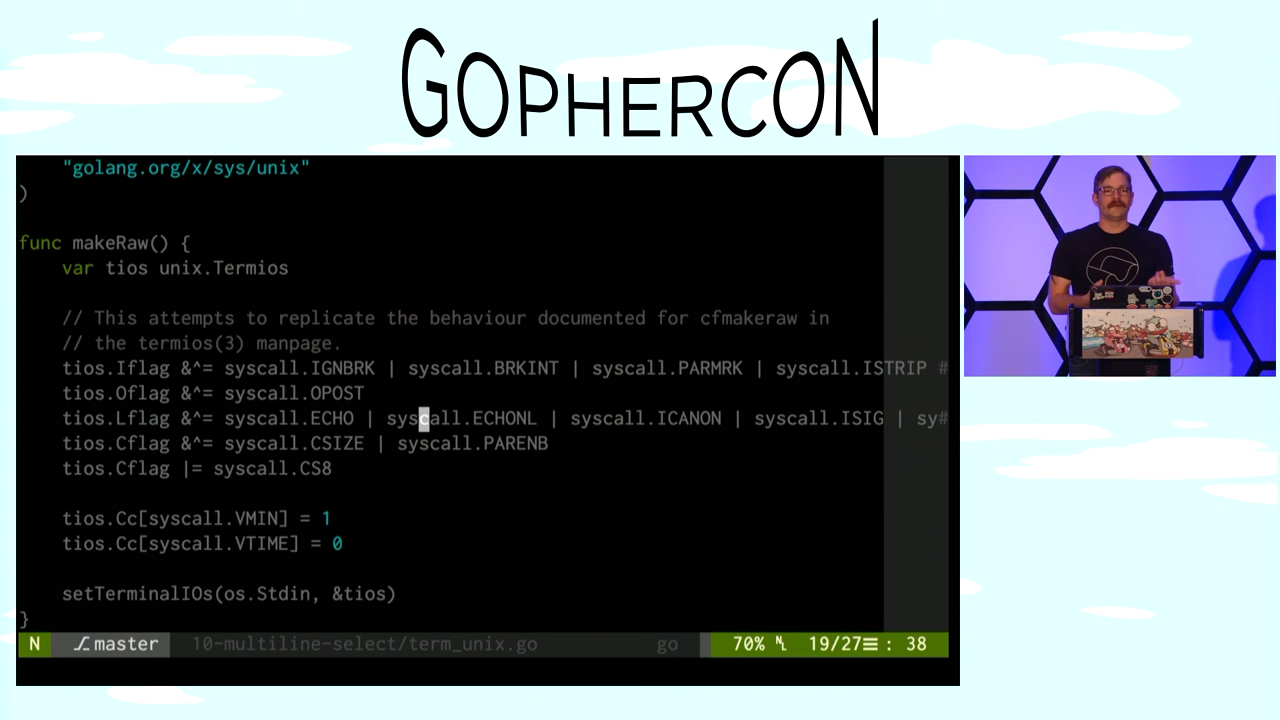 GOPHERCON
"golang.org/x/sys/unix"
)
func makeRaw() {
var tios unix.Termios
// This attempts to replicate the behaviour documented for cfmakeraw in
// the termios(3) manpage.
tios.Iflag &^= syscall.IGNBRK | syscall.BRKINT | syscall.PARMRK | syscall.ISTRIP #
tios.Oflag &^= syscall.OPOST
tios.Lflag &^= syscall.ECHO | syscall.ECHONL | syscall.ICANON | syscall.ISIG | sy#
tios.Cflag &^= syscall.CSIZE | syscall.PARENB
tios.Cflag |= syscall.CS8
tios.Cc[syscall.VMIN] = 1
tios.Cc[syscall.VTIME] = 0
setTerminalIOs(os.Stdin, &tios)
}
N master 10-multiline-select/term_unix.go go 70% 19/27☰ : 38